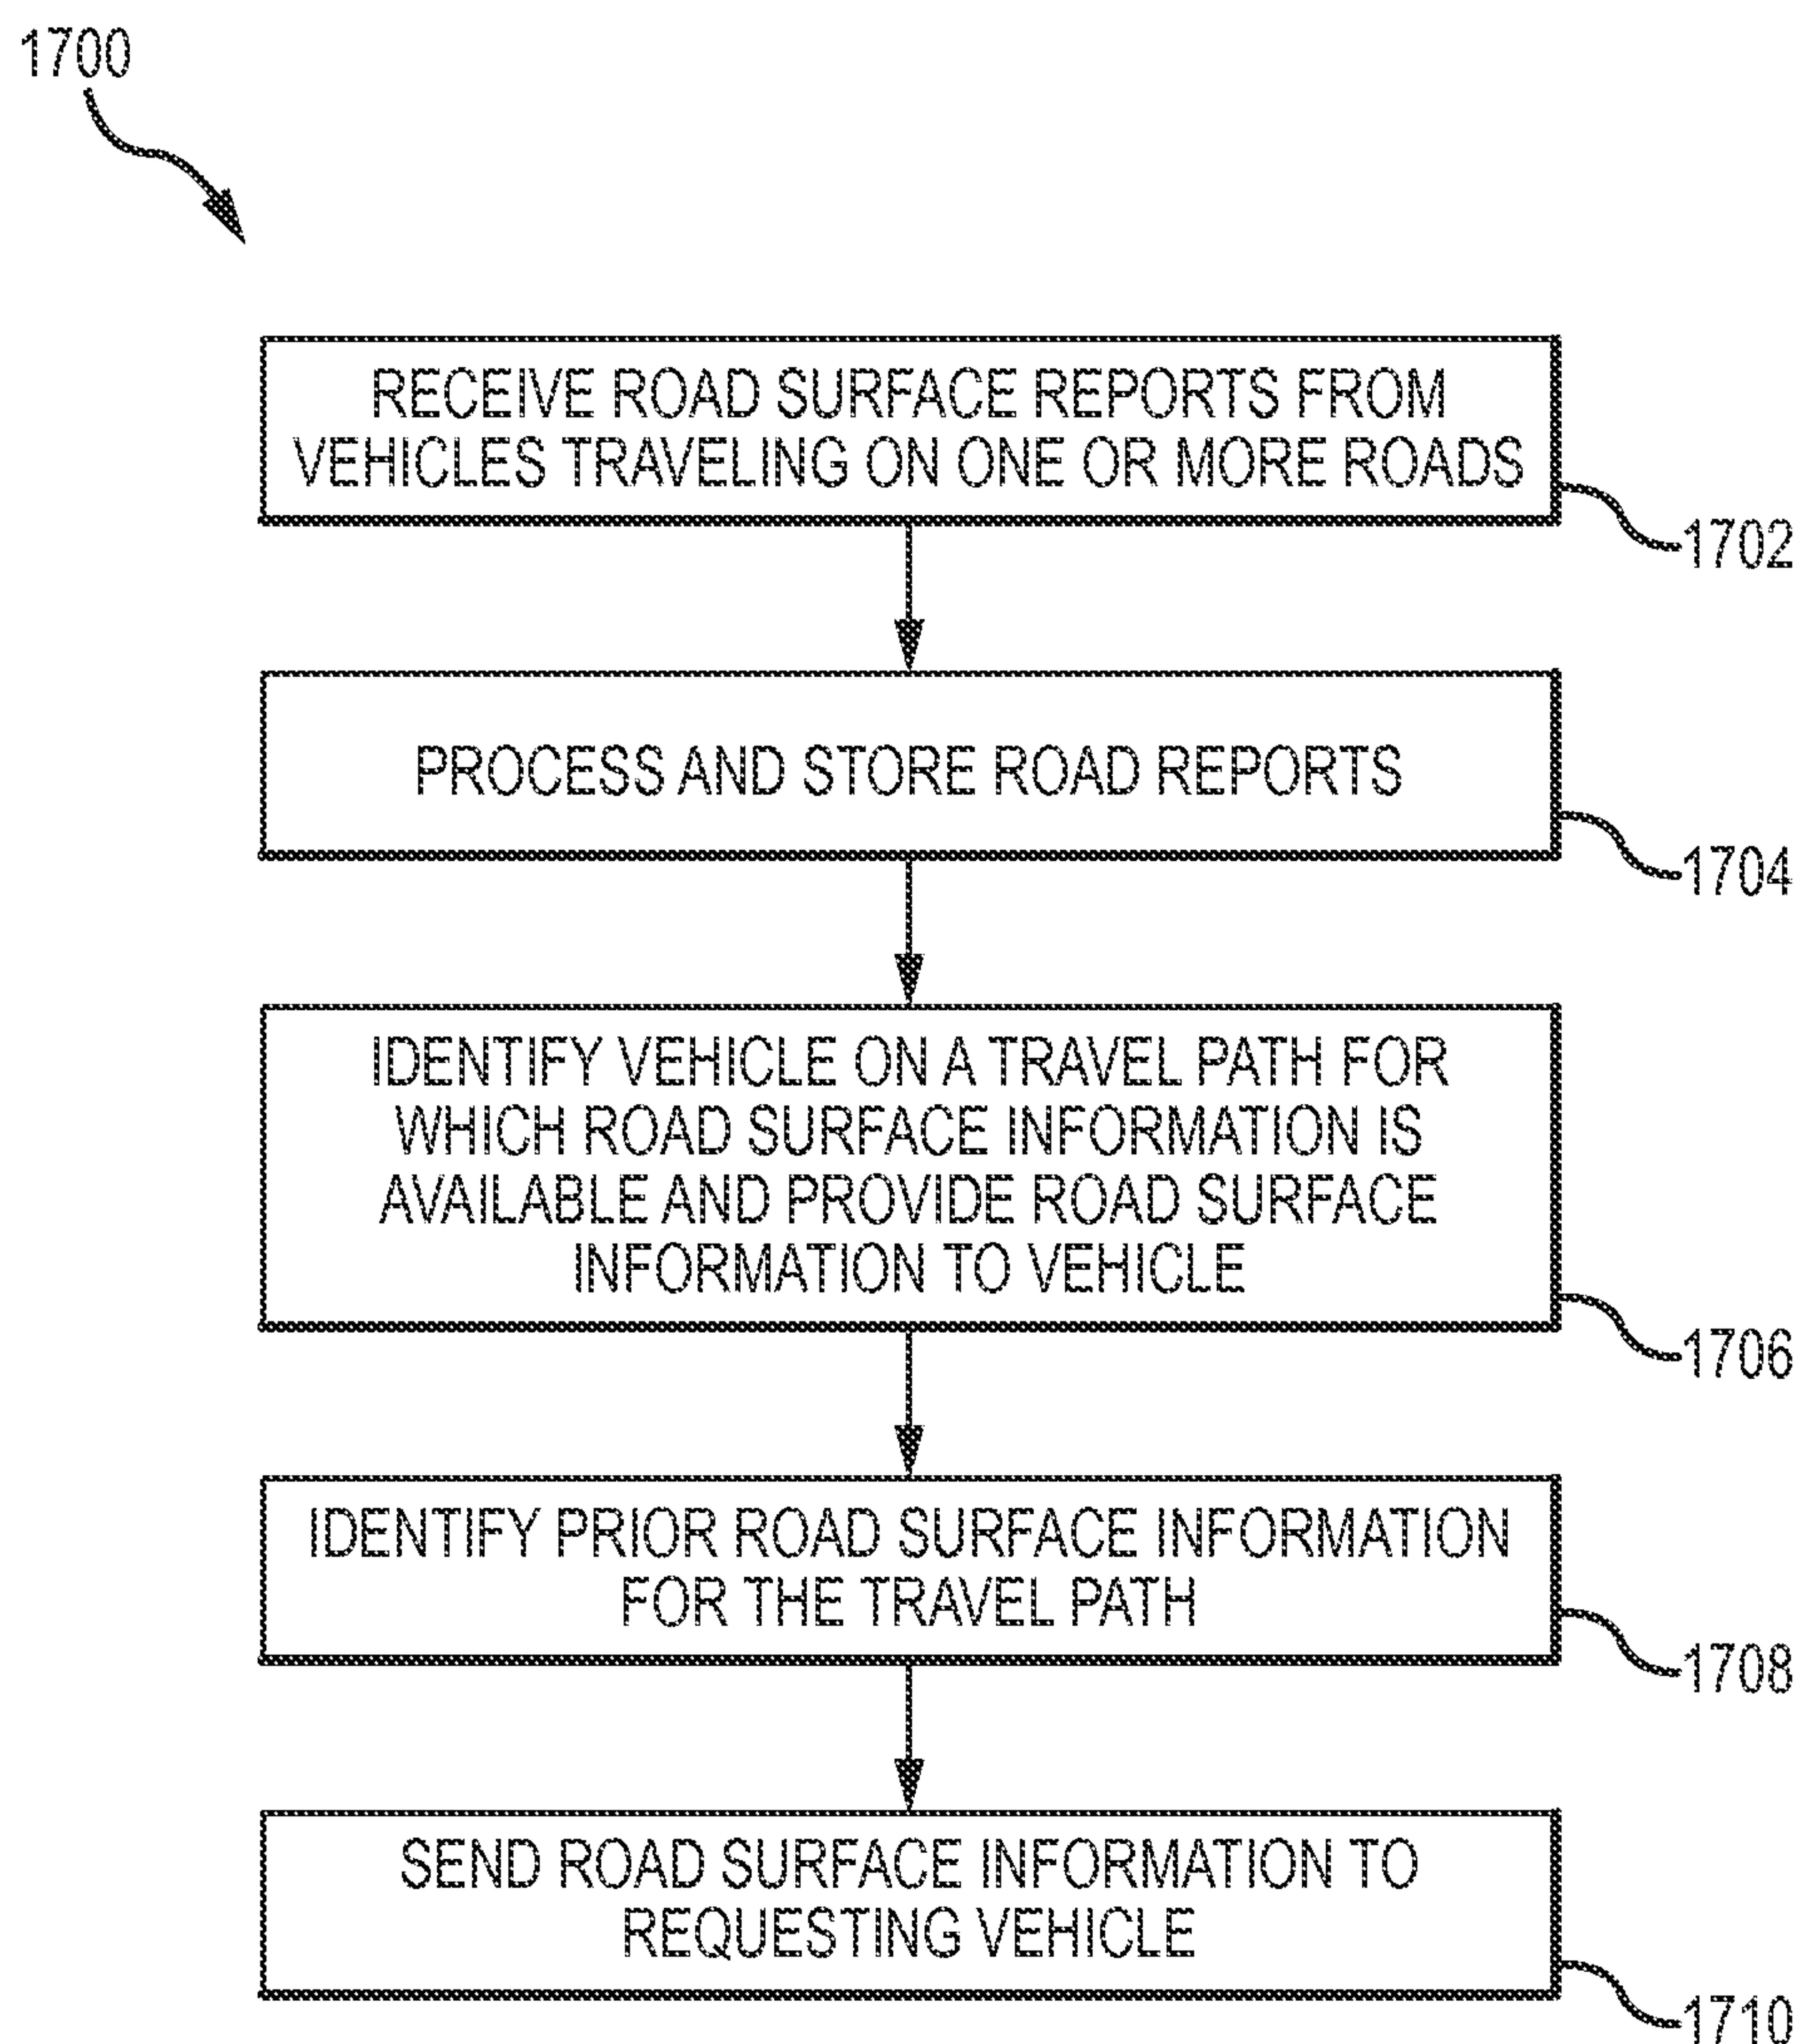 1700
RECEIVE ROAD SURFACE REPORTS FROM
VEHICLES TRAVELING ON ONE OR MORE ROADS
1702
PROCESS AND STORE ROAD REPORTS
1704
IDENTIFY VEHICLE ON A TRAVEL PATH FOR
WHICH ROAD SURFACE INFORMATION IS
AVAILABLE AND PROVIDE ROAD SURFACE
INFORMATION TO VEHICLE
1706
IDENTIFY PRIOR ROAD SURFACE INFORMATION
FOR THE TRAVEL PATH
1708
SEND ROAD SURFACE INFORMATION TO
REQUESTING VEHICLE
1710